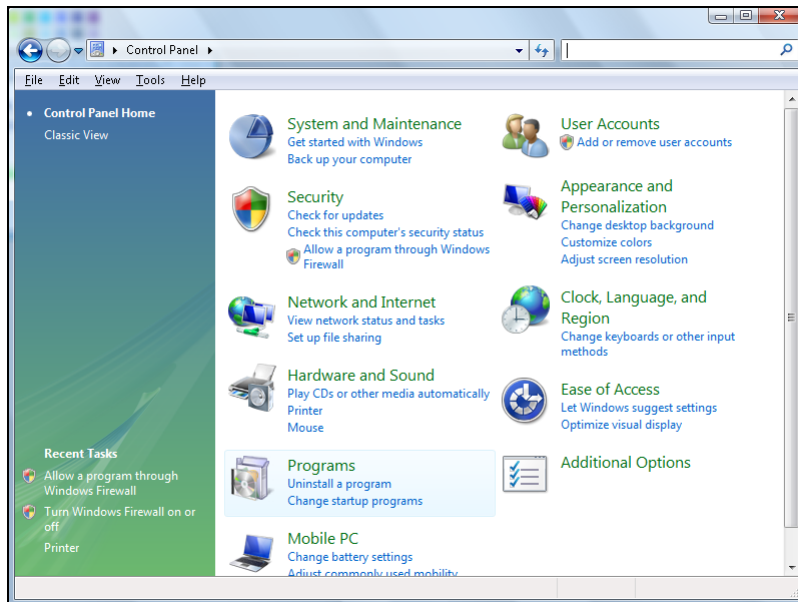 Control Panel
File Edit View Tools Help
Control Panel Home
Classic View
Recent Tasks
Allow a program through
Windows Firewall
Turn Windows Firewall on or
off
Printer
System and Maintenance
Get started with Windows
Back up your computer
Security
Check for updates
Check this computer's security status
Allow a program through Windows
Firewall
Network and Internet
View network status and tasks
Set up file sharing
Hardware and Sound
Play CDs or other media automatically
Printer
Mouse
Programs
Uninstall a program
Change startup programs
Mobile PC
Change battery settings
Adjust commonly used mobility
User Accounts
Add or remove user accounts
Appearance and
Personalization
Change desktop background
Customize colors
Adjust screen resolution
Clock, Language, and
Region
Change keyboards or other input
methods
Ease of Access
Let Windows suggest settings
Optimize visual display
Additional Options